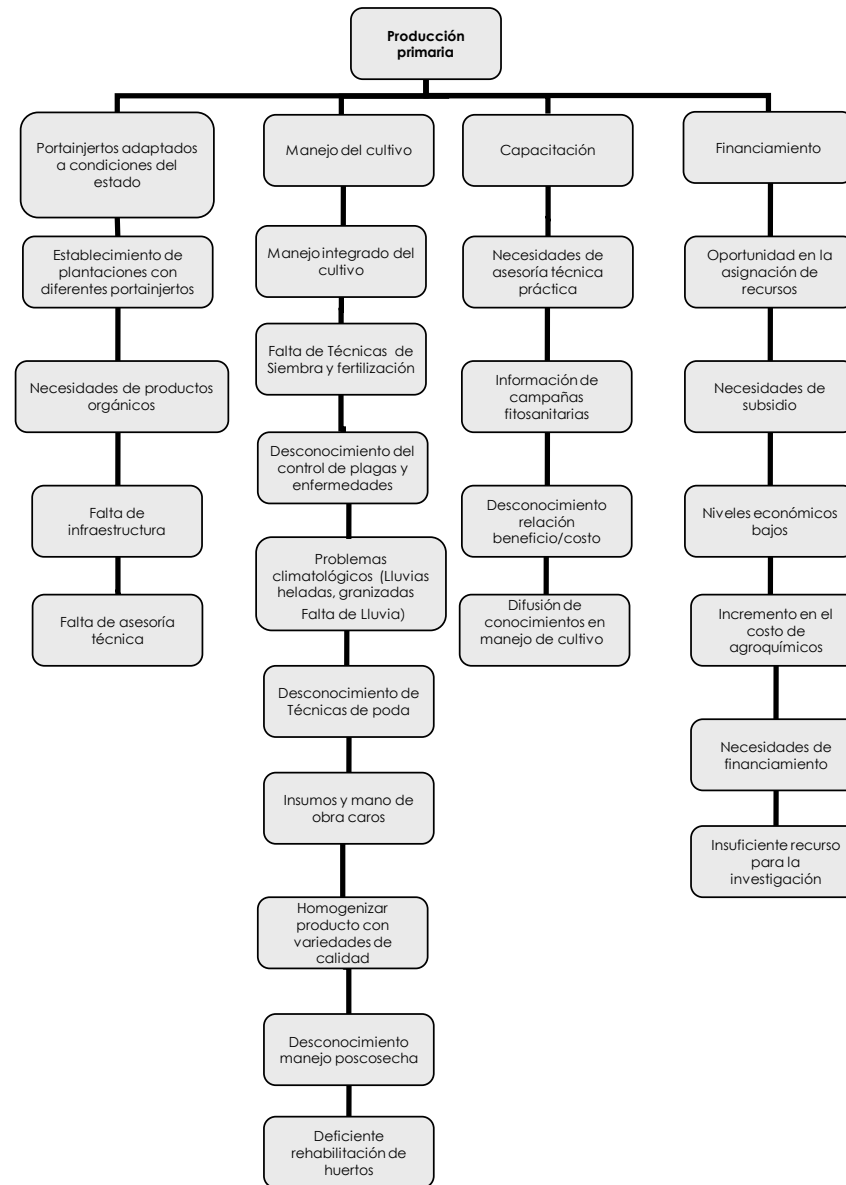 Producción
primaria
Portainjertos adaptados
a condiciones del
estado
Establecimiento de
plantaciones con
diferentes portainjertos
Necesidades de productos
orgánicos
Falta de
infraestructura
Falta de asesoría
técnica
Manejo del cultivo
Manejo integrado del
cultivo
Falta de Técnicas de
Siembra y fertilización
Desconocimiento del
control de plagas y
enfermedades
Problemas
climatológicos (Lluvias
heladas, granizadas
Falta de Lluvia)
Desconocimiento de
Técnicas de poda
Insumos y mano de
obra caros
Homogenizar
producto con
variedades de
calidad
Desconocimiento
manejo poscosecha
Deficiente
rehabilitación de
huertos
Capacitación
Necesidades de
asesoría técnica
práctica
Información de
campañas
fitosanitarias
Desconocimiento
relación
beneficio/costo
Difusión de
conocimientos en
manejo de cultivo
Financiamiento
Oportunidad en la
asignación de
recursos
Necesidades de
subsidio
Niveles económicos
bajos
Incremento en el
costo de
agroquímicos
Necesidades de
financiamiento
Insuficiente recurso
para la
investigación